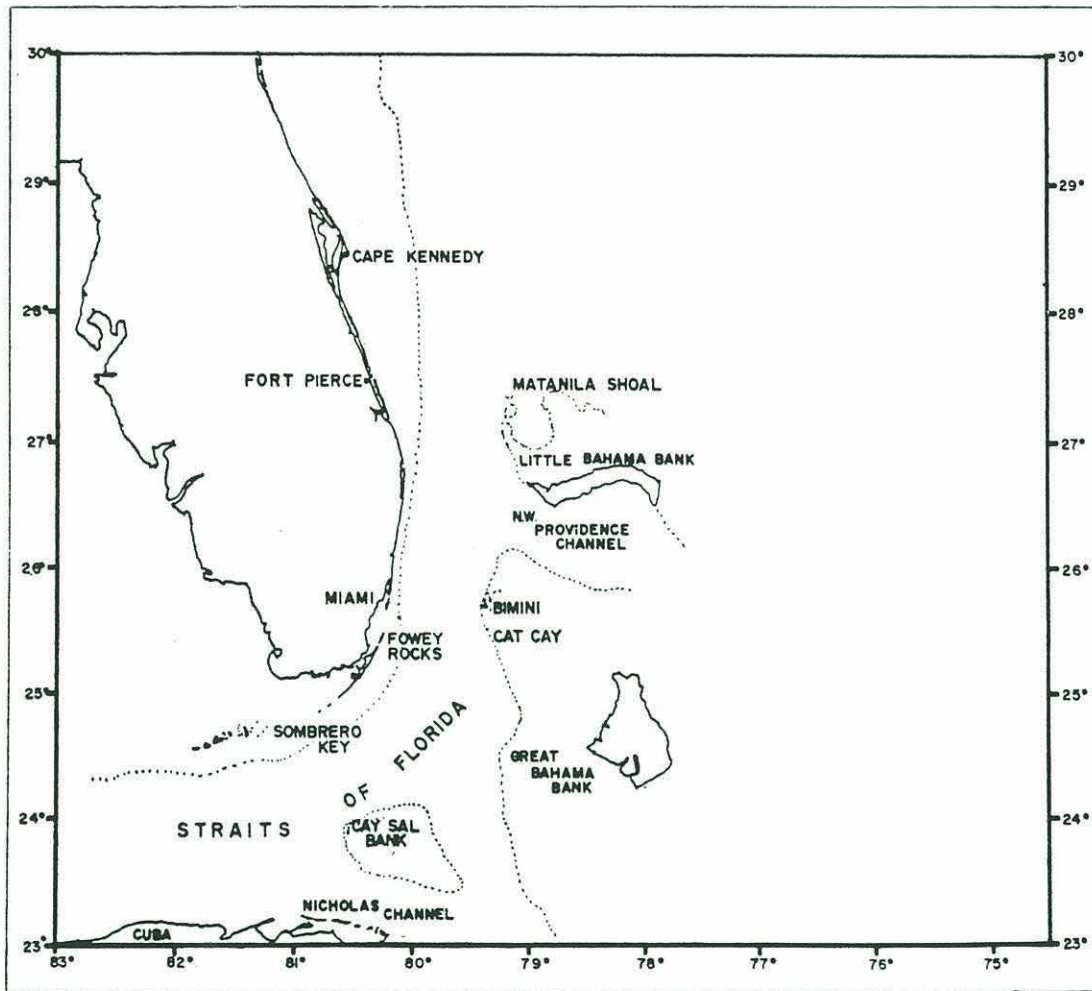 30°
30°
29°
29°
CAPE KENNEDY
28°
28°
FORT PIERCE
MATANILA SHOAL
27°
27°
LITTLE BAHAMA BANK
N.W.
PROVIDENCE
CHANNEL
26°
26°
MIAMI
BIMINI
FOWEY
ROCKS
CAT CAY
25°
25°
SOMBRERO
KEY
STRAITS OF FLORIDA
GREAT
BAHAMA
BANK
24°
24°
CAY SAL
BANK
NICHOLAS CHANNEL
CUBA
23°
23°
83° 82° 81° 80° 79° 78° 77° 76° 75°